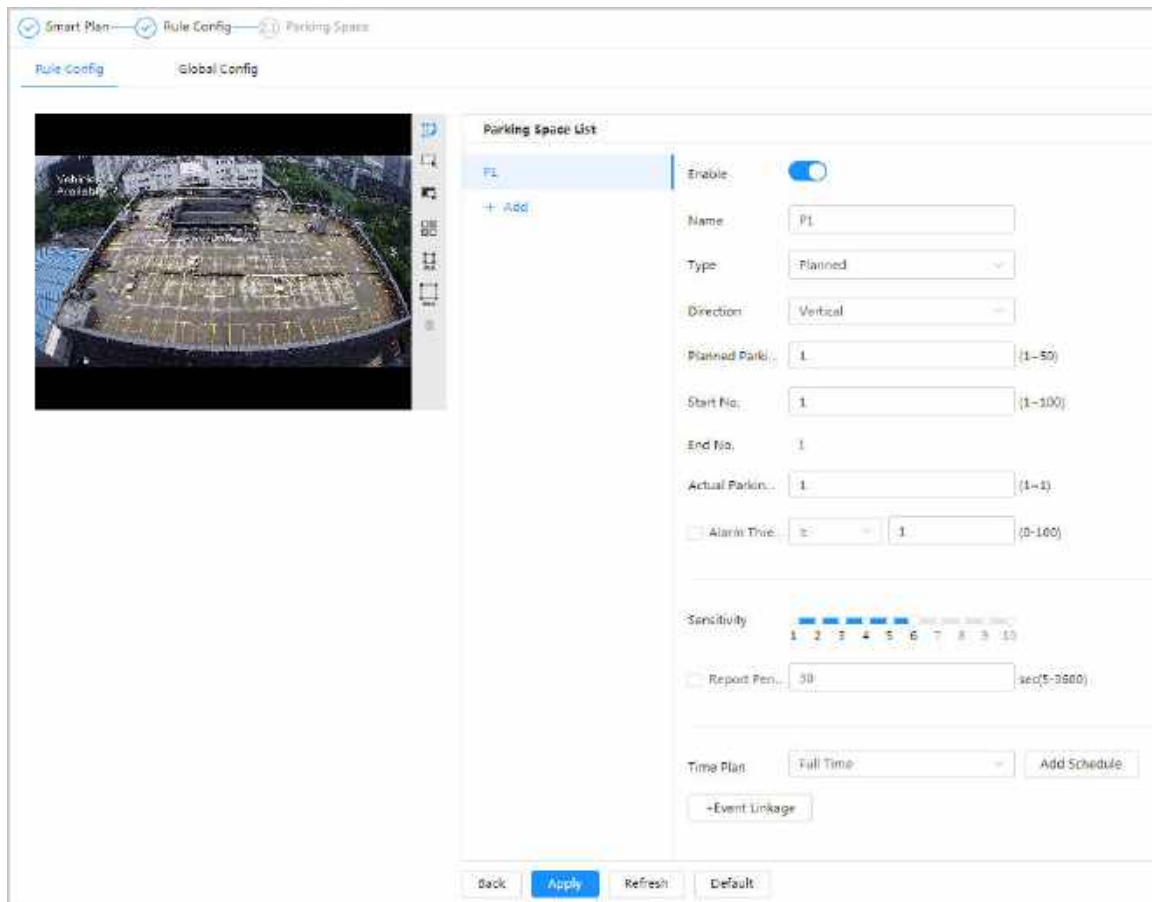 Smart Plan Rule Config Parking Space
Rule Config Global Config
Parking Space List
P1
+ Add
Enable
Name P1
Type Planned
Direction Vertical
Planned Parki... 1 (1~50)
Start No. 1 (1~100)
End No. 1
Actual Parkin... 1 (1~1)
Alarm Thre... ≥ 1 (0-100)
Sensitivity
1 2 3 4 5 6 7 8 9 10
Report Peri... 30 sec(5-3600)
Time Plan Full Time Add Schedule
+Event Linkage
Back Apply Refresh Default